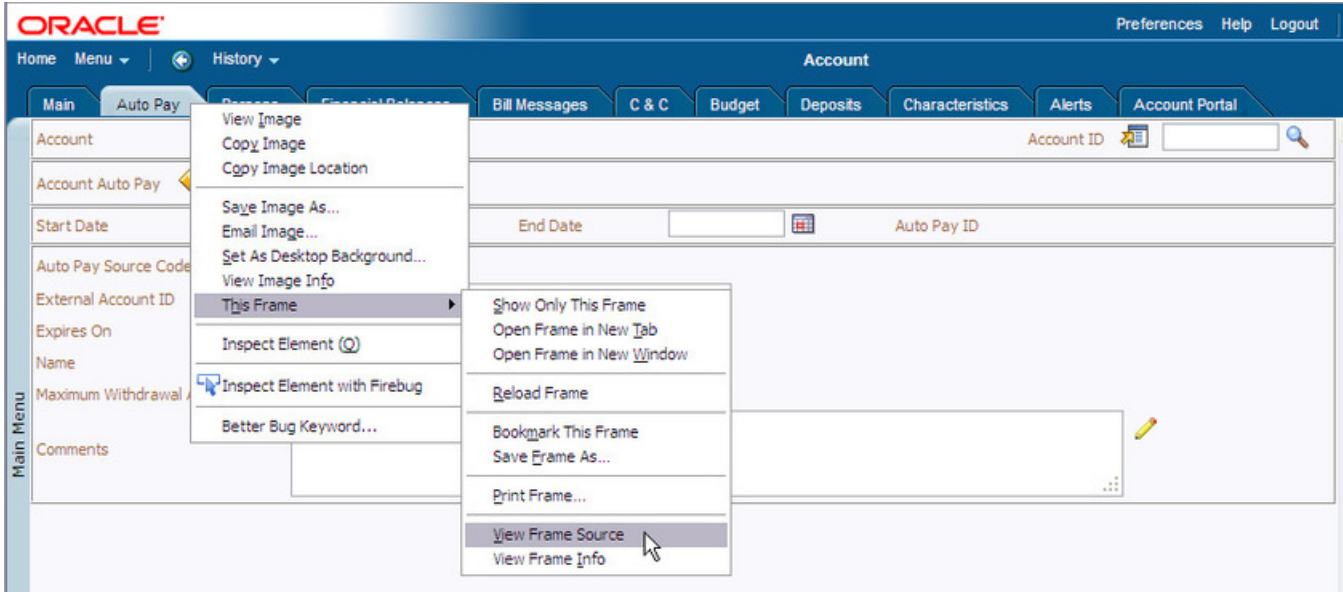 ORACLE
Preferences Help Logout
Home Menu History Account
Main Auto Pay Persons Financial Balances Bill Messages C & C Budget Deposits Characteristics Alerts Account Portal
Account Account ID
Account Auto Pay
Start Date End Date Auto Pay ID
Auto Pay Source Code
External Account ID
Expires On
Name
Maximum Withdrawal
Comments
Main Menu
View Image
Copy Image
Copy Image Location
Save Image As...
Email Image...
Set As Desktop Background...
View Image Info
This Frame
Inspect Element (Q)
Inspect Element with Firebug
Better Bug Keyword...
Show Only This Frame
Open Frame in New Tab
Open Frame in New Window
Reload Frame
Bookmark This Frame
Save Frame As...
Print Frame...
View Frame Source
View Frame Info